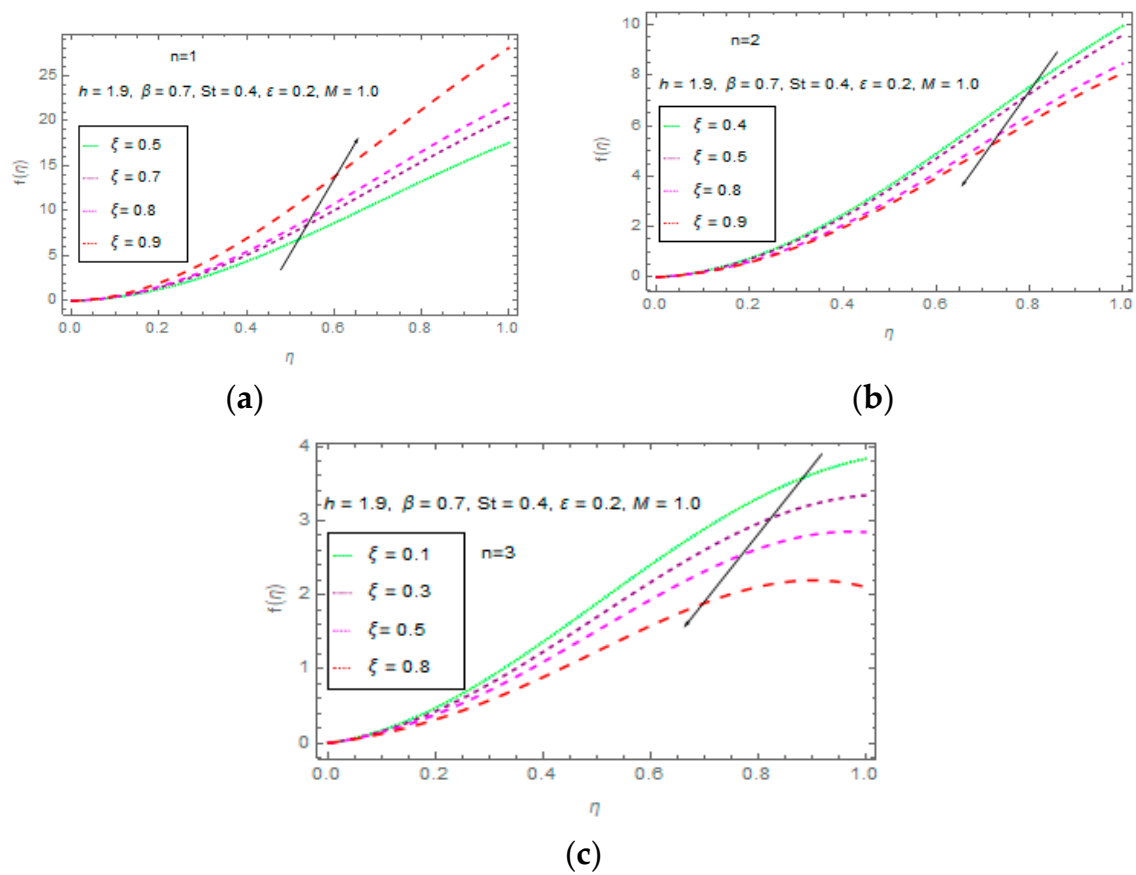 n=1
h = 1.9, β = 0.7, St = 0.4, ε = 0.2, M = 1.0
ξ = 0.5
ξ = 0.7
ξ= 0.8
ξ = 0.9
f(η)
25
20
15
10
5
0
0.0 0.2 0.4 0.6 0.8 1.0
η
(a)
n=2
h = 1.9, β = 0.7, St = 0.4, ε = 0.2, M = 1.0
ξ = 0.4
ξ = 0.5
ξ= 0.8
ξ = 0.9
f(η)
10
8
6
4
2
0
0.0 0.2 0.4 0.6 0.8 1.0
η
(b)
h = 1.9, β = 0.7, St = 0.4, ε = 0.2, M = 1.0
n=3
ξ = 0.1
ξ = 0.3
ξ= 0.5
ξ = 0.8
f(η)
4
3
2
1
0
0.0 0.2 0.4 0.6 0.8 1.0
η
(c)